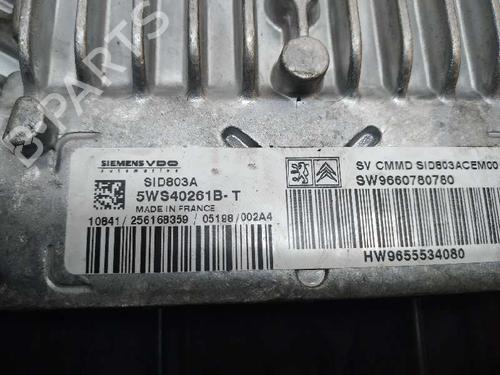 B-PARTS
SIEMENS VDO
automotive
SID803A
5WS40261B-T
MADE IN FRANCE
10841/256168359 /05198/002A4
SV CMMD SID803ACEM00
SW9660780780
HW9655534080